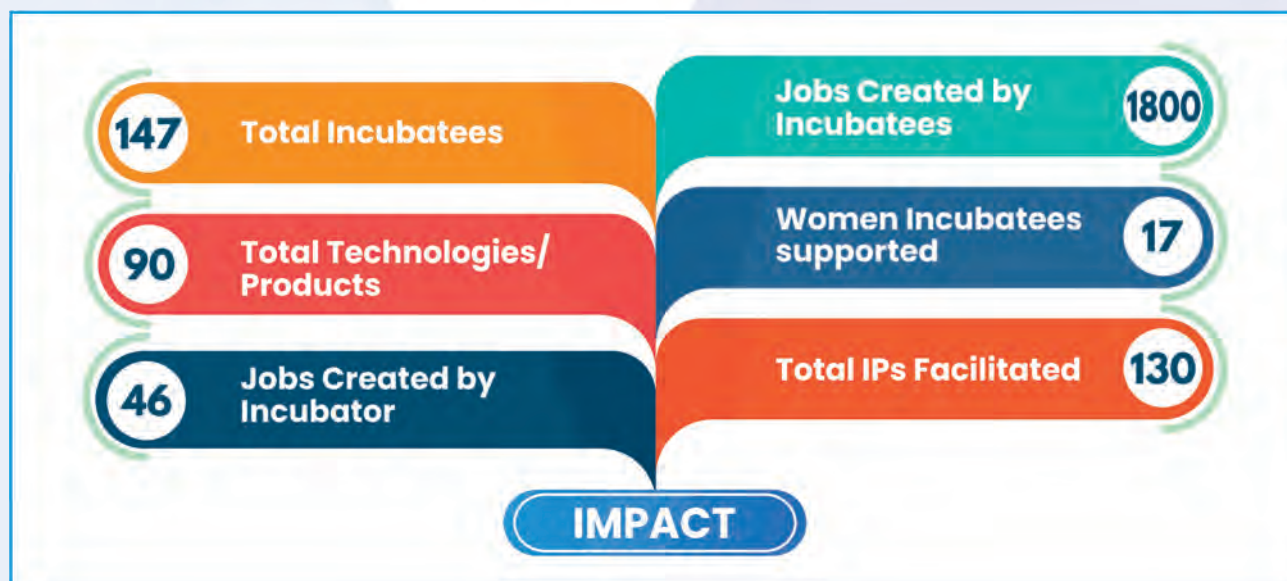 147
Total Incubatees
90
Total Technologies/
Products
46
Jobs Created by
Incubator
Jobs Created by
Incubatees
1800
Women Incubatees
supported
17
Total IPs Facilitated
130
IMPACT